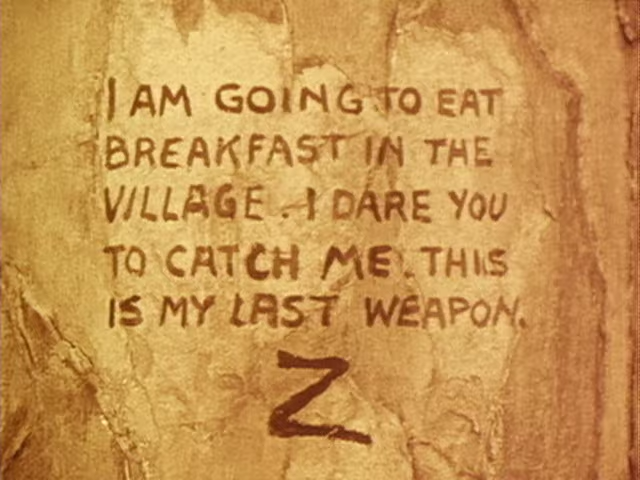 I AM GOING TO EAT
BREAKFAST IN THE
VILLAGE. I DARE YOU
TO CATCH ME. THIS
IS MY LAST WEAPON.
Z